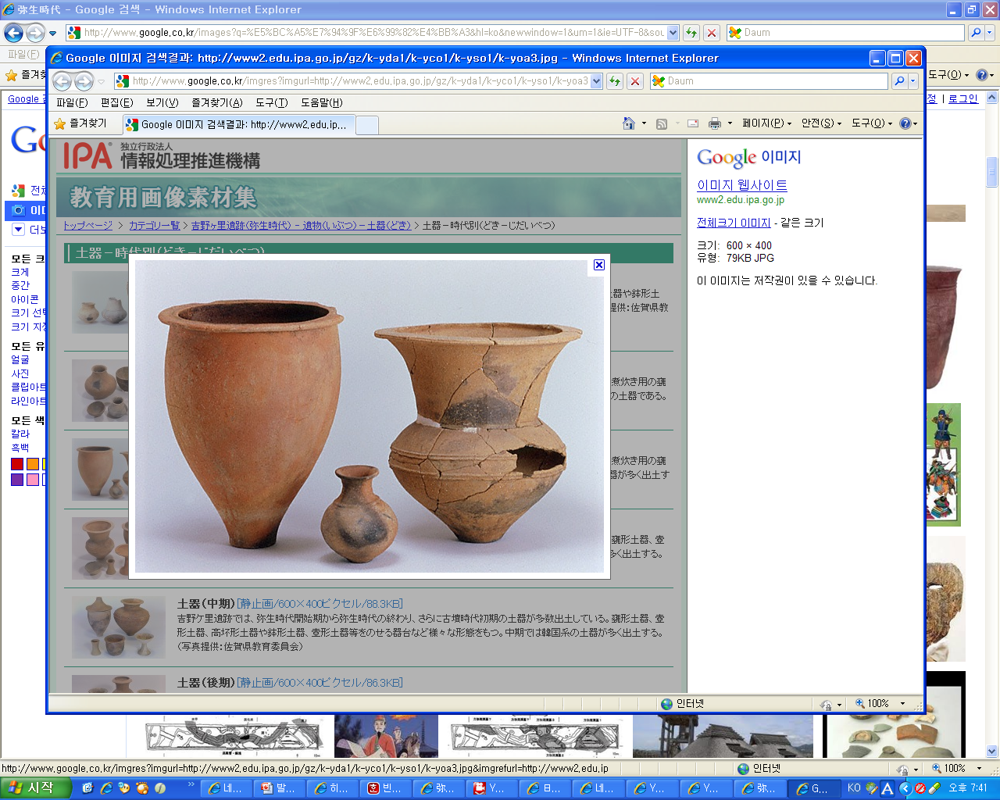 弥生時代 - Google 검색 - Windows Internet Explorer
http://www.google.co.kr/images?q=%E5%BC%A5%E7%94%9F%E6%99%82%E4%BB%A3&hl=ko&newwindow=1&um=1&ie=UTF-8&sou
Daum
파일(F)
즐겨
도구(O)
Google
정 | 로그인
Google 이미지 검색결과: http://www2.edu.ipa.go.jp/gz/k-yda1/k-yco1/k-yso1/k-yoa3.jpg - Windows Internet Explorer
http://www.google.co.kr/imgres?imgurl=http://www2.edu.ipa.go.jp/gz/k-yda1/k-yco1/k-yso1/k-yoa3
Daum
파일(F) 편집(E) 보기(V) 즐겨찾기(A) 도구(T) 도움말(H)
즐겨찾기
Google 이미지 검색결과: http://www2.edu.ip...
페이지(P) 안전(S) 도구(O)
IPA 独立行政法人
情報処理推進機構
教育用画像素材集
トップページ > カテゴリ一覧 > 吉野ヶ里遺跡(弥生時代) - 遺物(いぶつ) - 土器(どき) > 土器－時代別(どき－じだいべつ)
土器－時代別(どき－じだいべつ)
土器や鉢形土
提供：佐賀県教
煮炊き用の甕
の土器である。
煮炊き用の甕
器が多く出土す
甕形土器、壺
多く出土する。
土器(中期) [静止画/600×400ピクセル/88.3KB]
吉野ケ里遺跡では、弥生時代開始期から弥生時代の終わり、さらに古墳時代初期の土器が多数出土している。甕形土器、壺
形土器、高坏形土器や鉢形土器、壺形土器等をのせる器台など様々な形態をもつ。中期では韓国系の土器が多く出土する。
(写真提供：佐賀県教育委員会)
土器(後期) [静止画/600×400ピクセル/86.3KB]
Google 이미지
이미지 웹사이트
www2.edu.ipa.go.jp
전체크기 이미지 - 같은 크기
크기: 600 × 400
유형: 79KB JPG
이 이미지는 저작권이 있을 수 있습니다.
전체
이미
더보
모든 크
크게
중간
아이콘
크기 선택
크기 지정
모든 유
얼굴
사진
클립아트
라인아트
모든 색
칼라
흑백
인터넷
100%
http://www.google.co.kr/imgres?imgurl=http://www2.edu.ipa.go.jp/gz/k-yda1/k-yco1/k-yso1/k-yoa3.jpg&imgrefurl=http://www2.edu.ip
인터넷
100%
시작
네...
발...
히...
빈...
弥...
Y...
日...
네...
Y...
Y...
弥...
G...
KO
A
오후 7:41